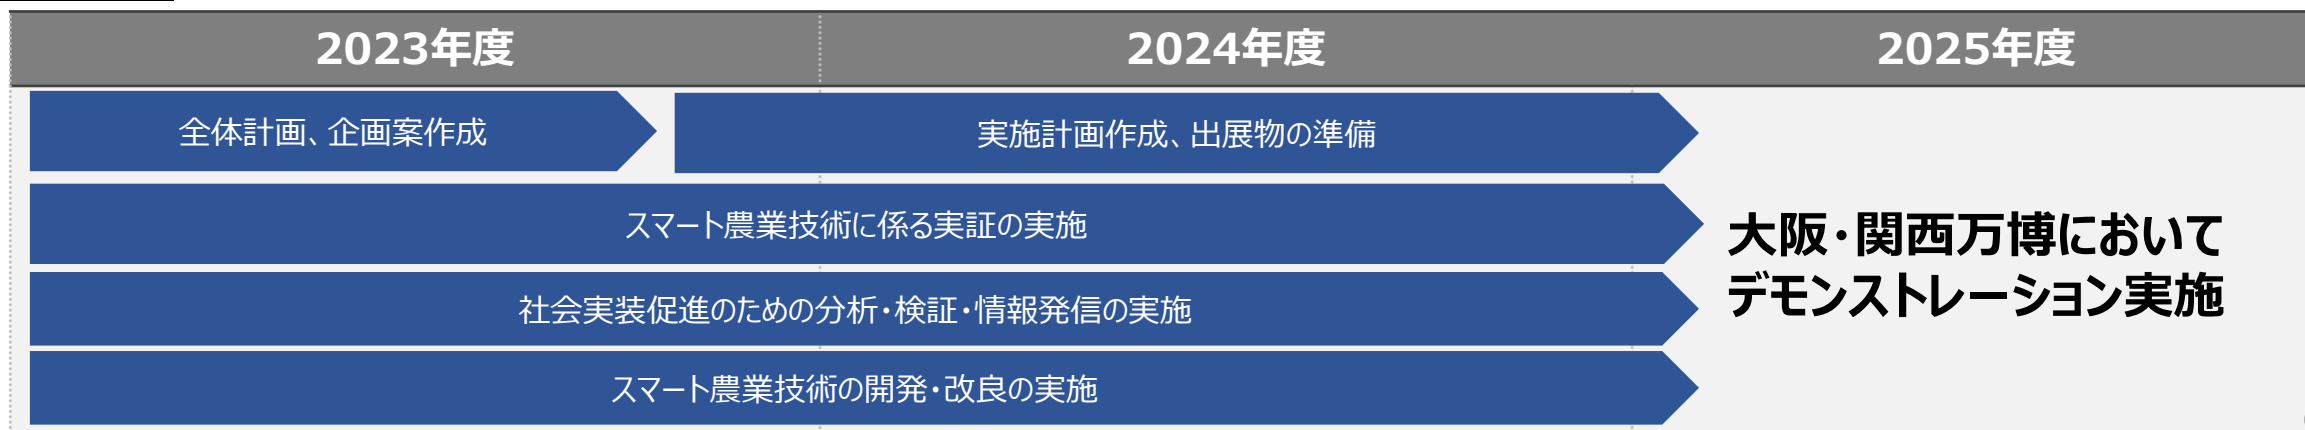 2023年度
2024年度
2025年度
全体計画、企画案作成
実施計画作成、出展物の準備
スマート農業技術に係る実証の実施
社会実装促進のための分析・検証・情報発信の実施
スマート農業技術の開発・改良の実施
大阪・関西万博において
デモンストレーション実施